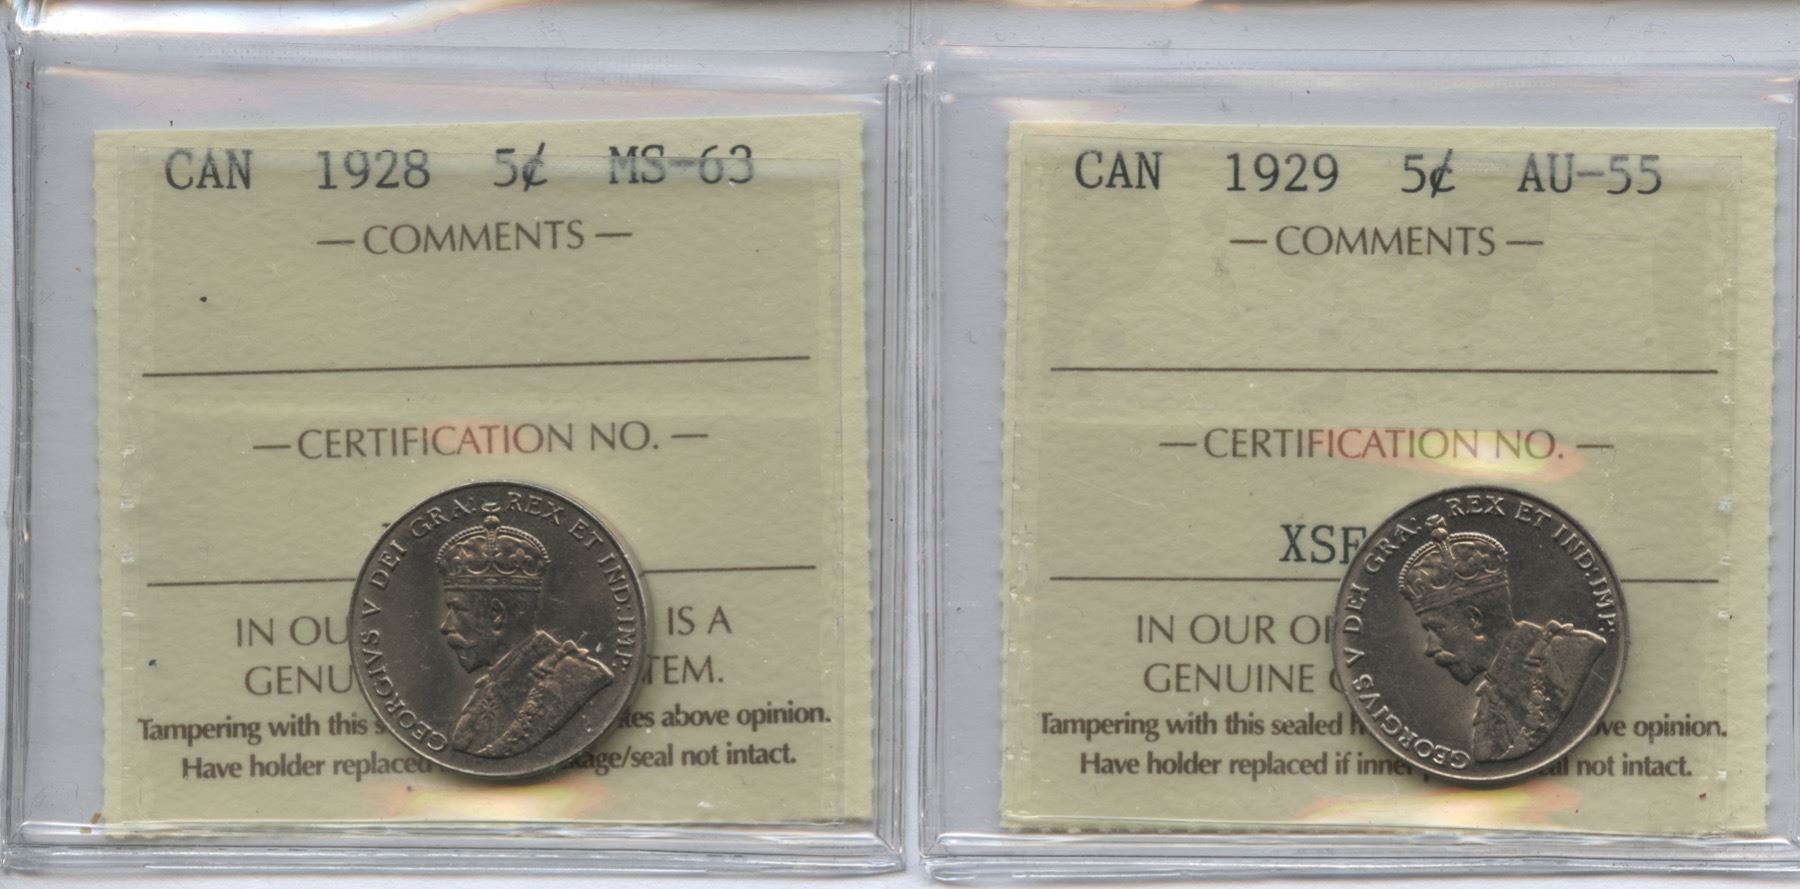 CAN 1928 5¢ MS-63
— COMMENTS —
— CERTIFICATION NO. —
IN OU IS A
GENU TEM.
Tampering with this s tes above opinion.
Have holder replaced age/seal not intact.
GEORGIVS V DEI GRA: REX ET IND:IMP:
CAN 1929 5¢ AU-55
— COMMENTS —
— CERTIFICATION NO. —
XSF
IN OUR OF
GENUINE
Tampering with this sealed h ve opinion.
Have holder replaced if inne al not intact.
GEORGIVS V DEI GRA: REX ET IND:IMP: